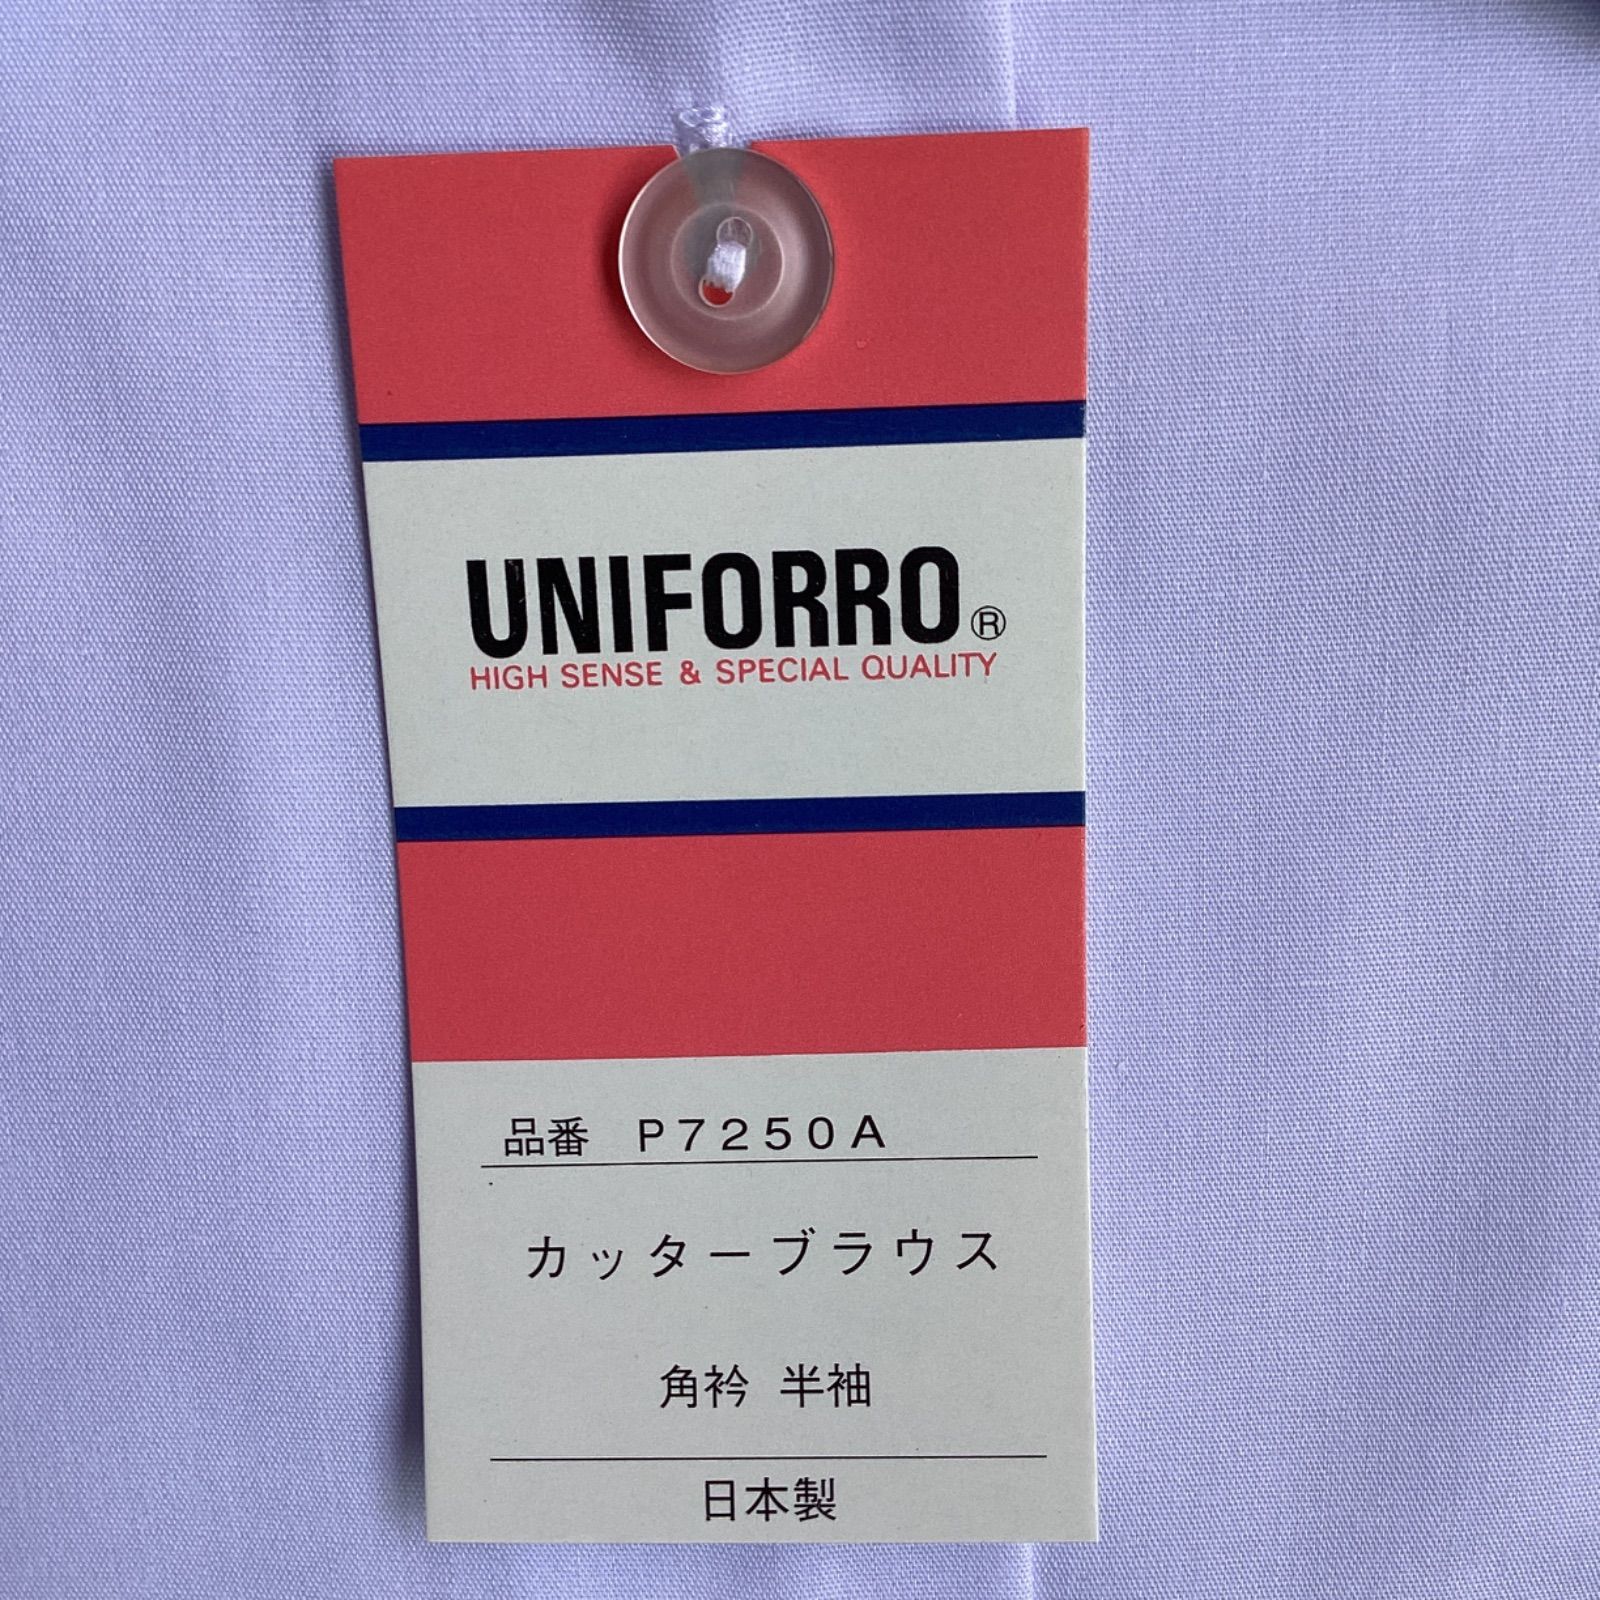 UNIFORRO®
HIGH SENSE & SPECIAL QUALITY
品番　P7250A
カッターブラウス
角衿 半袖
日本製